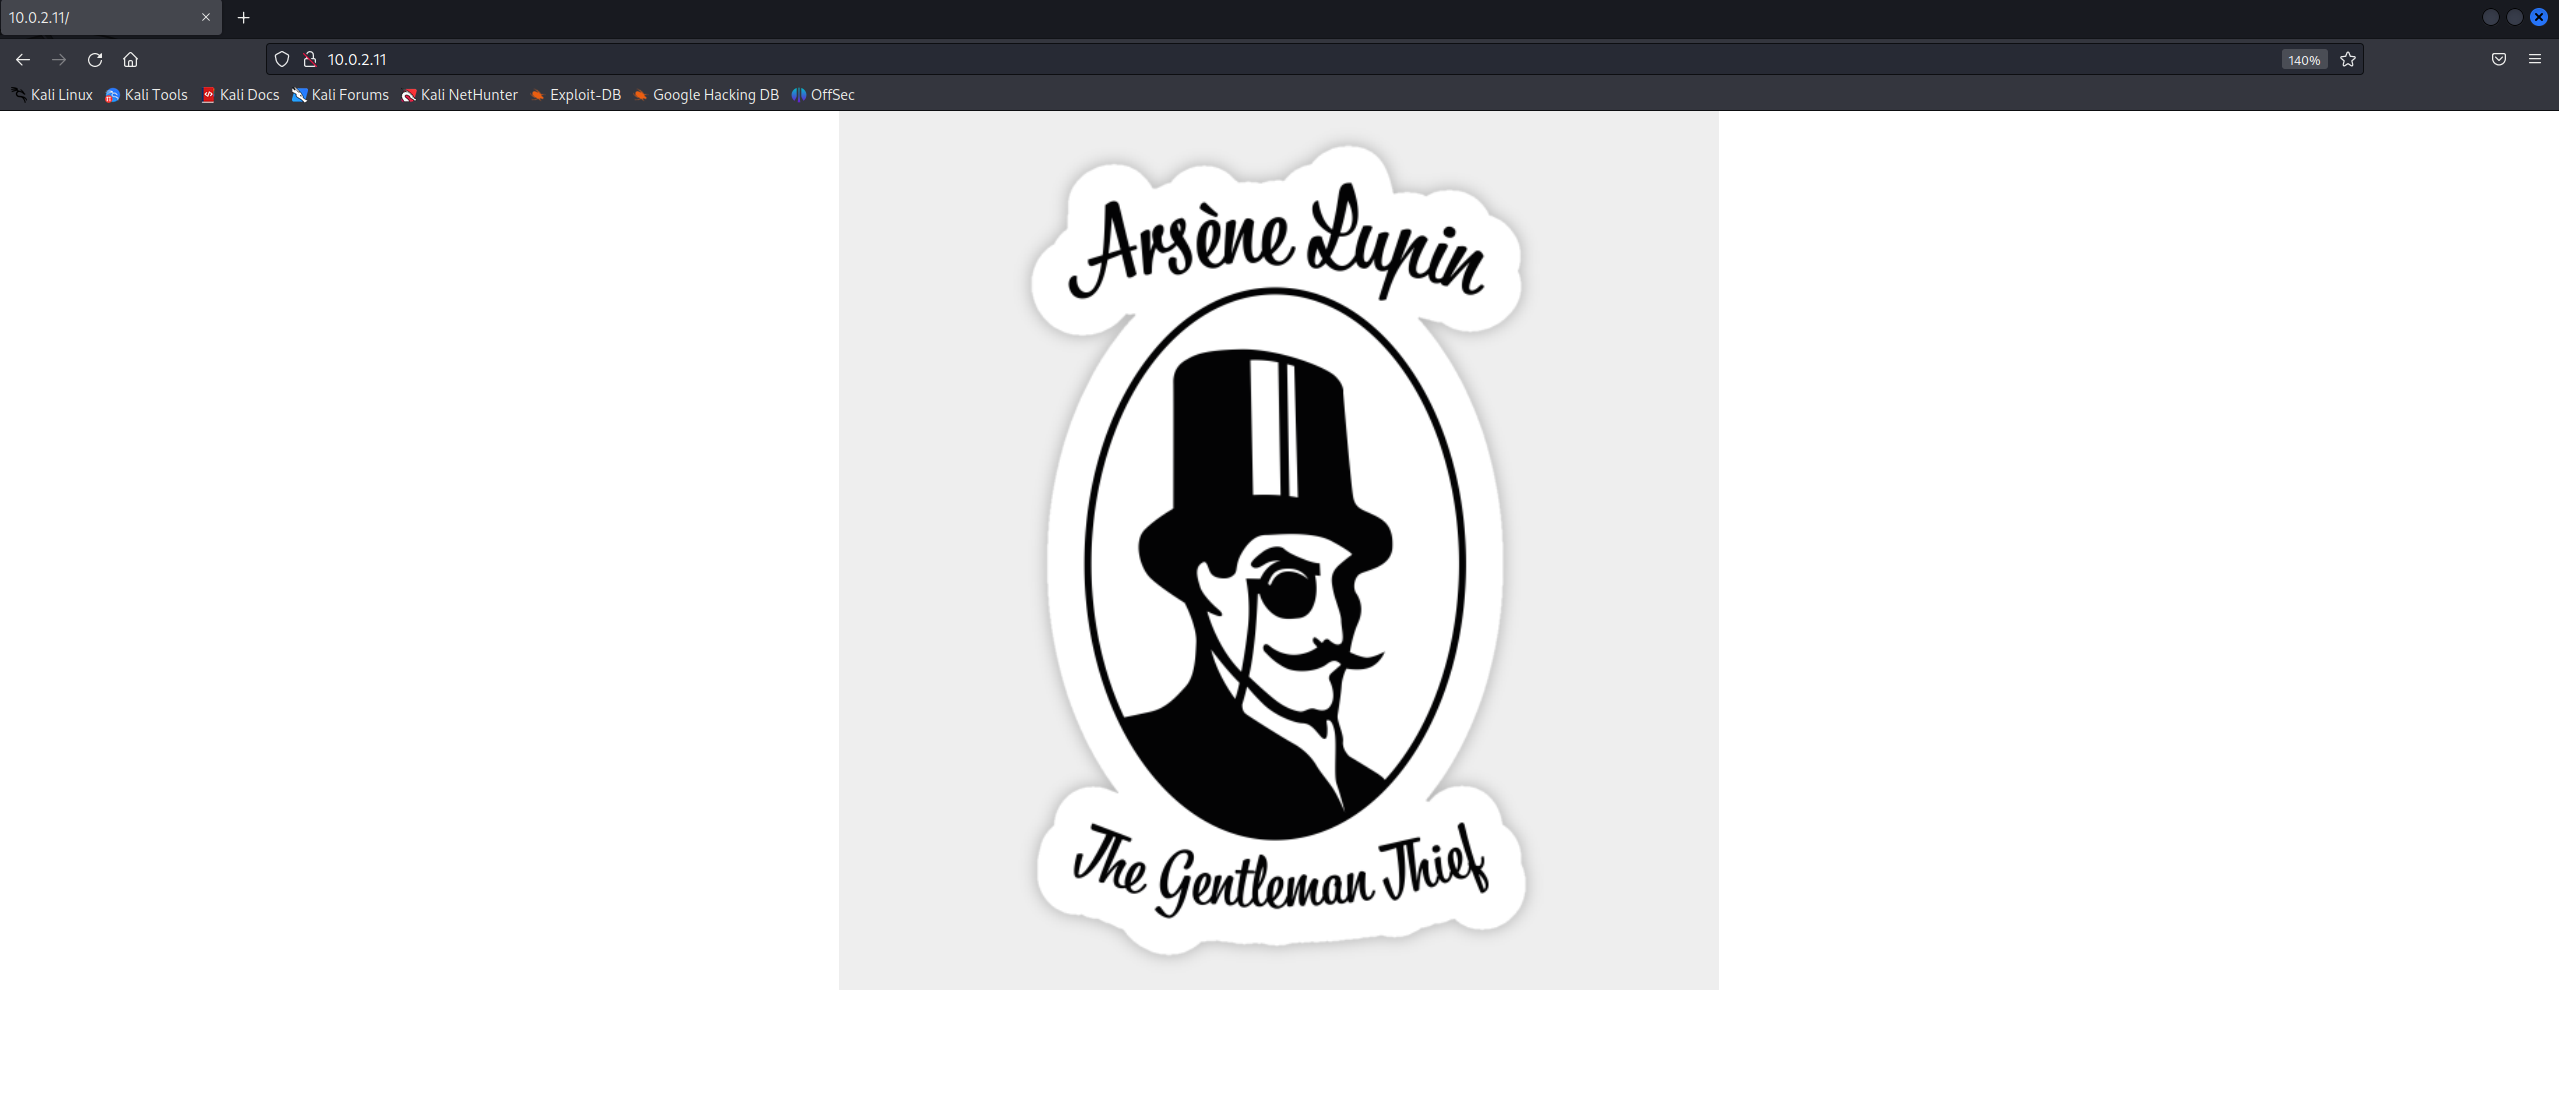 10.0.2.11/
10.0.2.11
140%
Kali Linux Kali Tools Kali Docs Kali Forums Kali NetHunter Exploit-DB Google Hacking DB OffSec
Arsène Lupin
The Gentleman Thief